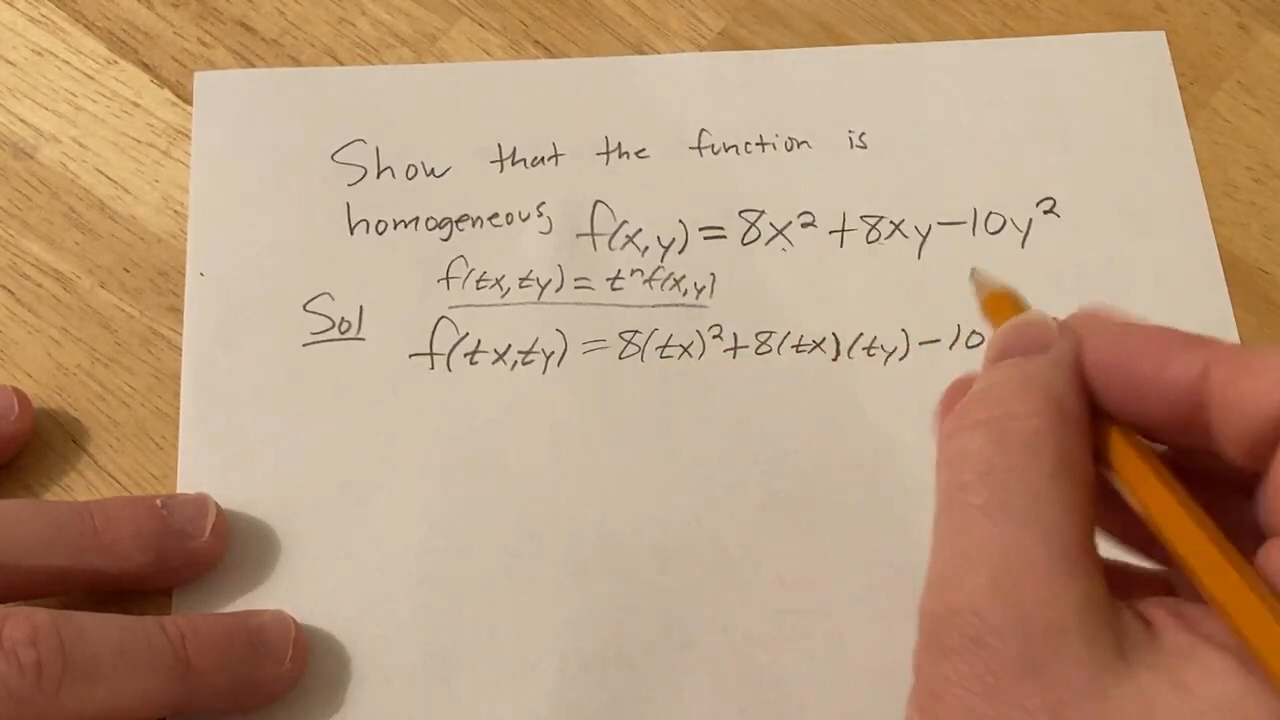 Show that the function is
homogeneous, f(x,y) = 8x² + 8xy - 10y²
f(tx,ty) = tⁿf(x,y)
Sol f(tx,ty) = 8(tx)² + 8(tx)(ty) - 10